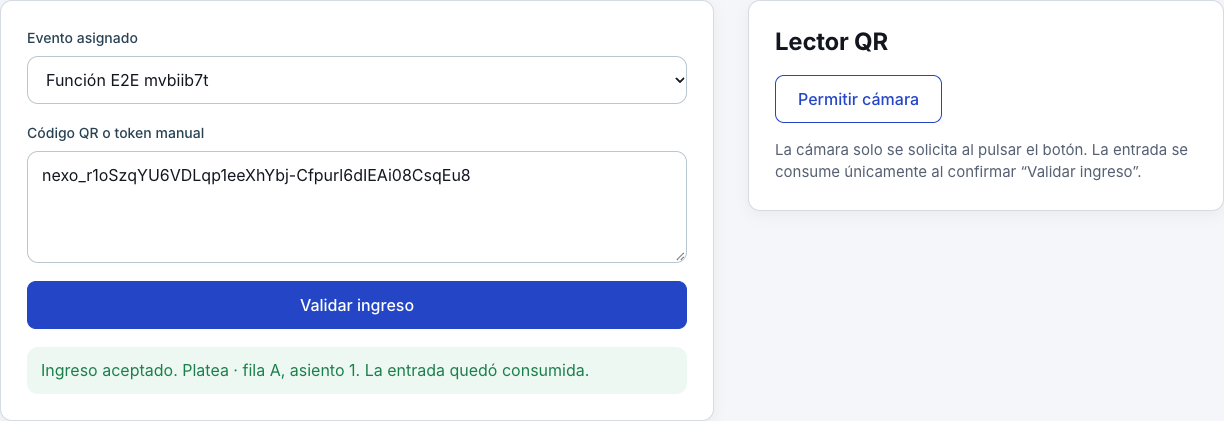 Evento asignado
Función E2E mvbiib7t
Código QR o token manual
nexo_r1oSzqYU6VDLqp1eeXhYbj-CfpurI6dIEAi08CsqEu8
Validar ingreso
Ingreso aceptado. Platea · fila A, asiento 1. La entrada quedó consumida.
Lector QR
Permitir cámara
La cámara solo se solicita al pulsar el botón. La entrada se
consume únicamente al confirmar “Validar ingreso”.